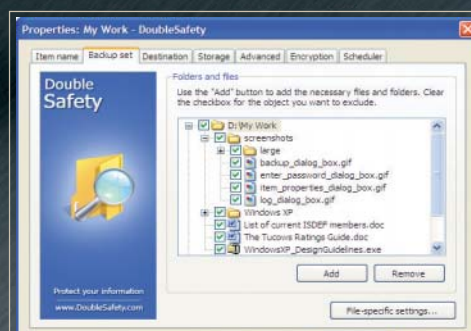 Properties: My Work - DoubleSafety
Item name Backup set Destination Storage Advanced Encryption Scheduler
Double
Safety
Protect your information
www.DoubleSafety.com
Folders and files
Use the "Add" button to add the necessary files and folders. Clear
the checkbox for the object you want to exclude.
D:\My Work
screenshots
large
backup_dialog_box.gif
enter_password_dialog_box.gif
item_properties_dialog_box.gif
log_dialog_box.gif
Windows XP
List of current ISDEF members.doc
The Tucows Ratings Guide.doc
WindowsXP_DesignGuidelines.exe
Add Remove
File-specific settings...